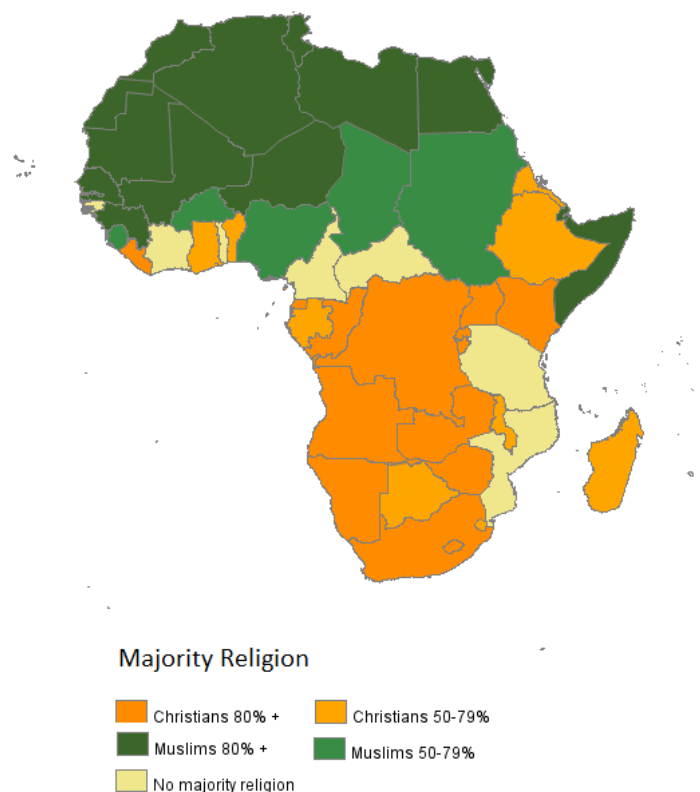 Majority Religion
Christians 80% +
Christians 50-79%
Muslims 80% +
Muslims 50-79%
No majority religion